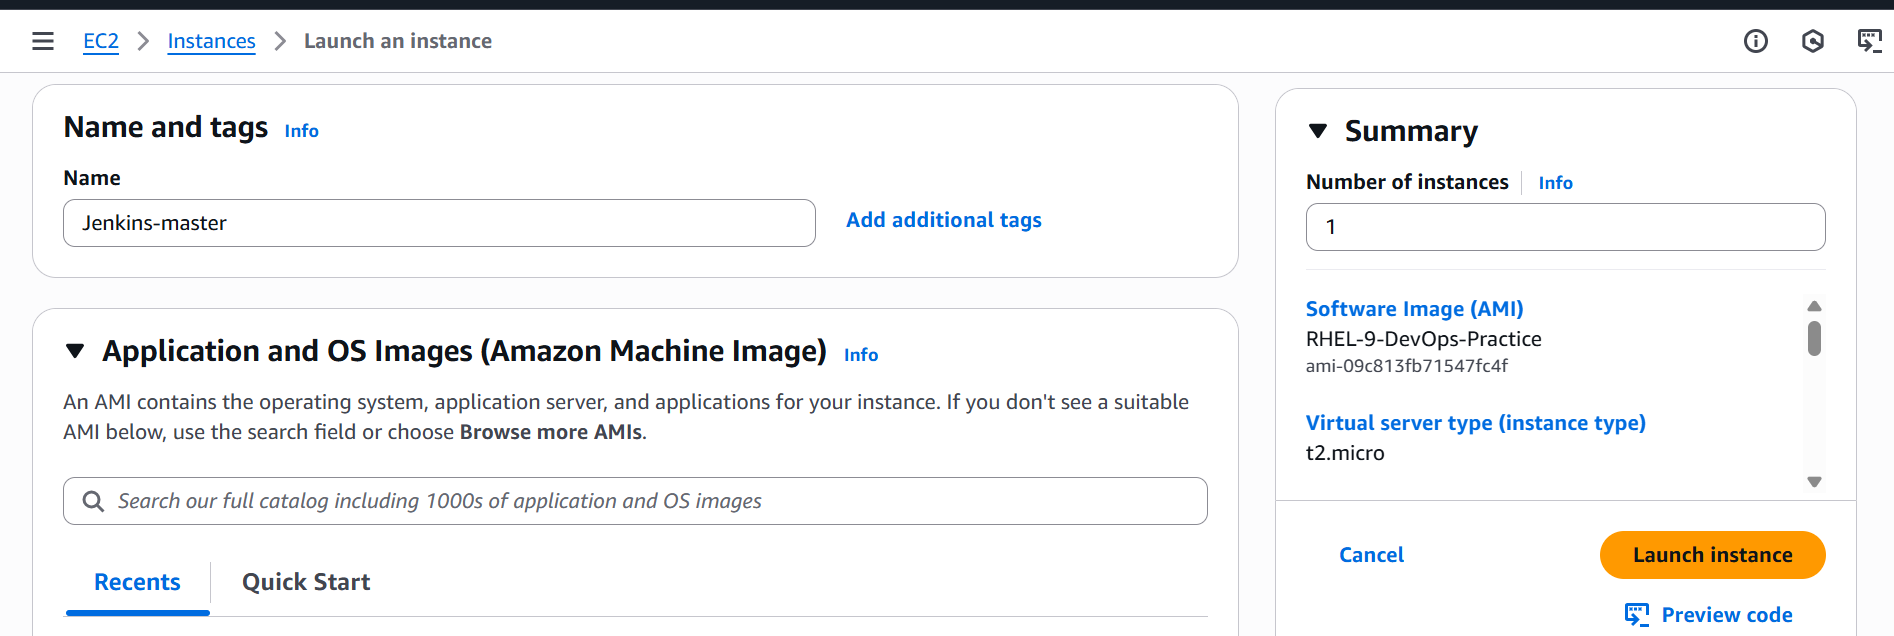 EC2 > Instances > Launch an instance
Name and tags Info
Name
Jenkins-master
Add additional tags
Application and OS Images (Amazon Machine Image) Info
An AMI contains the operating system, application server, and applications for your instance. If you don't see a suitable
AMI below, use the search field or choose Browse more AMIs.
Search our full catalog including 1000s of application and OS images
Recents
Quick Start
Summary
Number of instances Info
1
Software Image (AMI)
RHEL-9-DevOps-Practice
ami-09c813fb71547fc4f
Virtual server type (instance type)
t2.micro
Cancel
Launch instance
Preview code